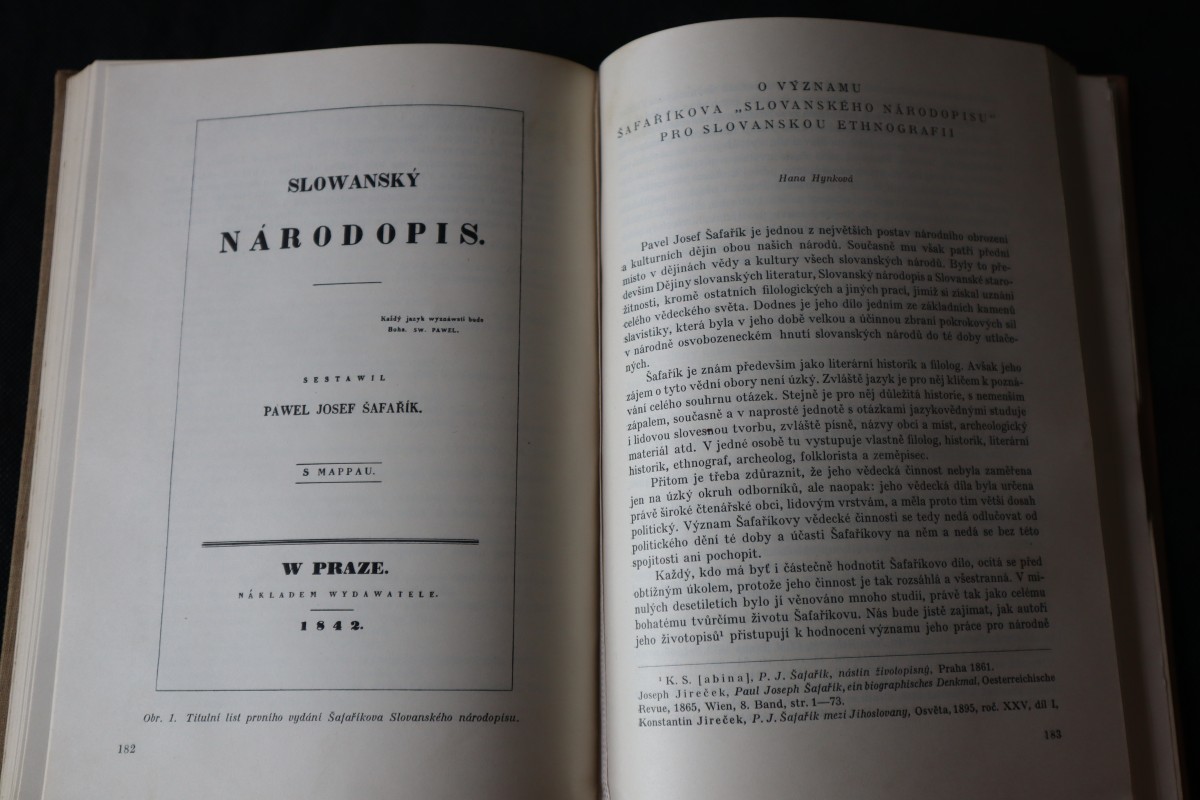 SLOWANSKÝ
NÁRODOPIS.
Každý jazyk wyznáwati bude
Boha. SW. PAWEL.
SESTAWIL
PAWEL JOSEF ŠAFAŘÍK.
S MAPPAU.
W PRAZE.
NÁKLADEM WYDAWATELE.
1842.
Obr. 1. Titulní list prvního vydání Šafaříkova Slovanského národopisu.
182
O VÝZNAMU
ŠAFAŘÍKOVA „SLOVANSKÉHO NÁRODOPISU“
PRO SLOVANSKOU ETHNOGRAFII
Hana Hynková
Pavel Josef Šafařík je jednou z největších postav národního obrození
a kulturních dějin obou našich národů. Současně mu však patří přední
místo v dějinách vědy a kultury všech slovanských národů. Byly to pře-
devším Dějiny slovanských literatur, Slovanský národopis a Slovanské staro-
žitnosti, kromě ostatních filologických a jiných prací, jimiž si získal uznání
celého vědeckého světa. Dodnes je jeho dílo jedním ze základních kamenů
slavistiky, která byla v jeho době velkou a účinnou zbraní pokrokových sil
v národně osvobozeneckém hnutí slovanských národů do té doby utlače-
ných.
Šafařík je znám především jako literární historik a filolog. Avšak jeho
zájem o tyto vědní obory není úzký. Zvláště jazyk je pro něj klíčem k pozná-
vání celého souhrnu otázek. Stejně je pro něj důležitá historie, s nemenším
zápalem, současně a v naprosté jednotě s otázkami jazykovědnými studuje
i lidovou slovesnou tvorbu, zvláště písně, názvy obcí a míst, archeologický
materiál atd. V jedné osobě tu vystupuje vlastně filolog, historik, literární
historik, ethnograf, archeolog, folklorista a zeměpisec.
Přitom je třeba zdůraznit, že jeho vědecká činnost nebyla zaměřena
jen na úzký okruh odborníků, ale naopak: jeho vědecká díla byla určena
právě široké čtenářské obci, lidovým vrstvám, a měla proto tím větší dosah
politický. Význam Šafaříkovy vědecké činnosti se tedy nedá odlučovat od
politického dění té doby a účasti Šafaříkovy na něm a nedá se bez této
spojitosti ani pochopit.
Každý, kdo má byť i částečně hodnotit Šafaříkovo dílo, ocitá se před
obtížným úkolem, protože jeho činnost je tak rozsáhlá a všestranná. V mi-
nulých desetiletích bylo jí věnováno mnoho studií, právě tak jako celému
bohatému tvůrčímu životu Šafaříkovu. Nás bude jistě zajímat, jak autoři
jeho životopisů¹ přistupují k hodnocení významu jeho práce pro národně
¹ K. S. [abina], P. J. Šafařík, nástin životopisný, Praha 1861.
Joseph Jireček, Paul Joseph Šafařík, ein biographisches Denkmal, Oesterreichische
Revue, 1865, Wien, 8. Band, str. 1—73.
Konstantin Jireček, P. J. Šafařík mezi Jihoslovany, Osvěta, 1895, roč. XXV, díl I,
183